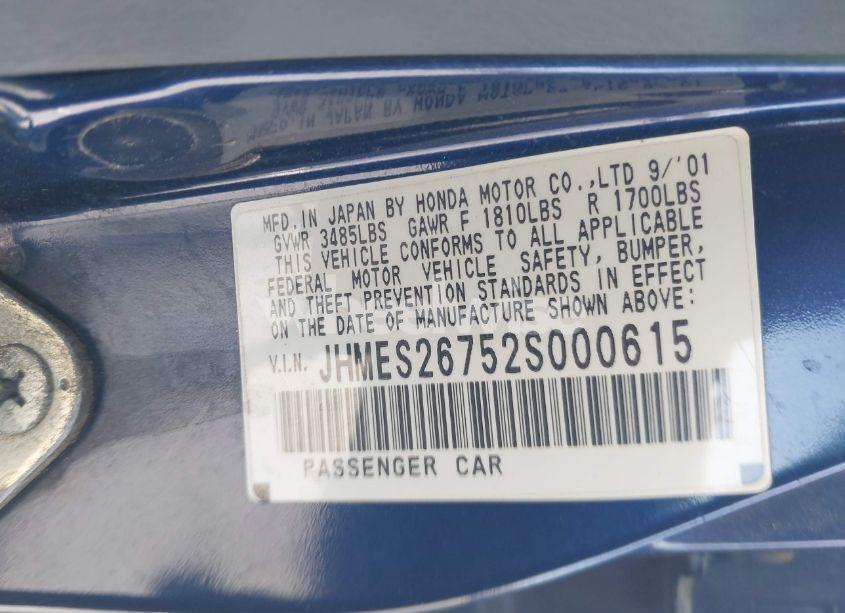 MFD. IN JAPAN BY HONDA MOTOR CO.,LTD 9/'01
GVWR 3485LBS GAWR F 1810LBS R 1700LBS
THIS VEHICLE CONFORMS TO ALL APPLICABLE
FEDERAL MOTOR VEHICLE SAFETY, BUMPER,
AND THEFT PREVENTION STANDARDS IN EFFECT
ON THE DATE OF MANUFACTURE SHOWN ABOVE:
V.I.N. JHMES26752S000615
PASSENGER CAR